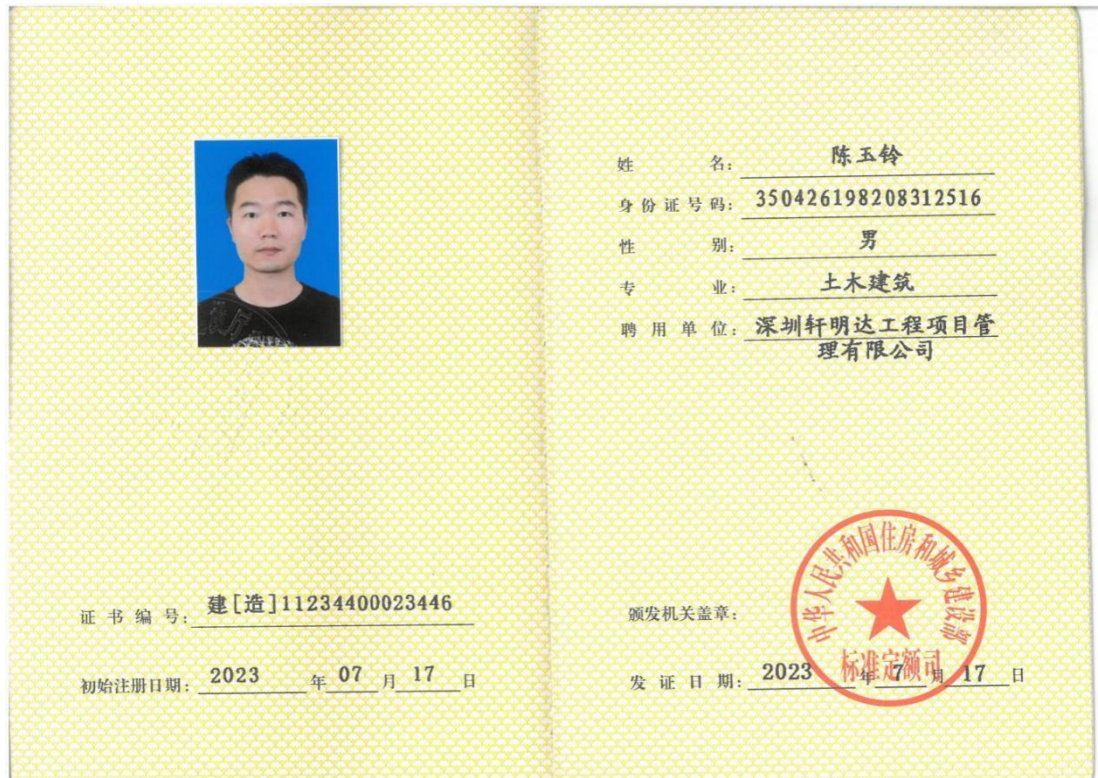 姓 名: 陈玉铃
身份证号码: 350426198208312516
性 别: 男
专 业: 土木建筑
聘用单位: 深圳轩明达工程项目管
理有限公司
证书编号: 建[造]11234400023446
初始注册日期: 2023 年 07 月 17 日
颁发机关盖章:
中华人民共和国住房和城乡建设部
标准定额司
发证日期: 2023 年 7 月 17 日